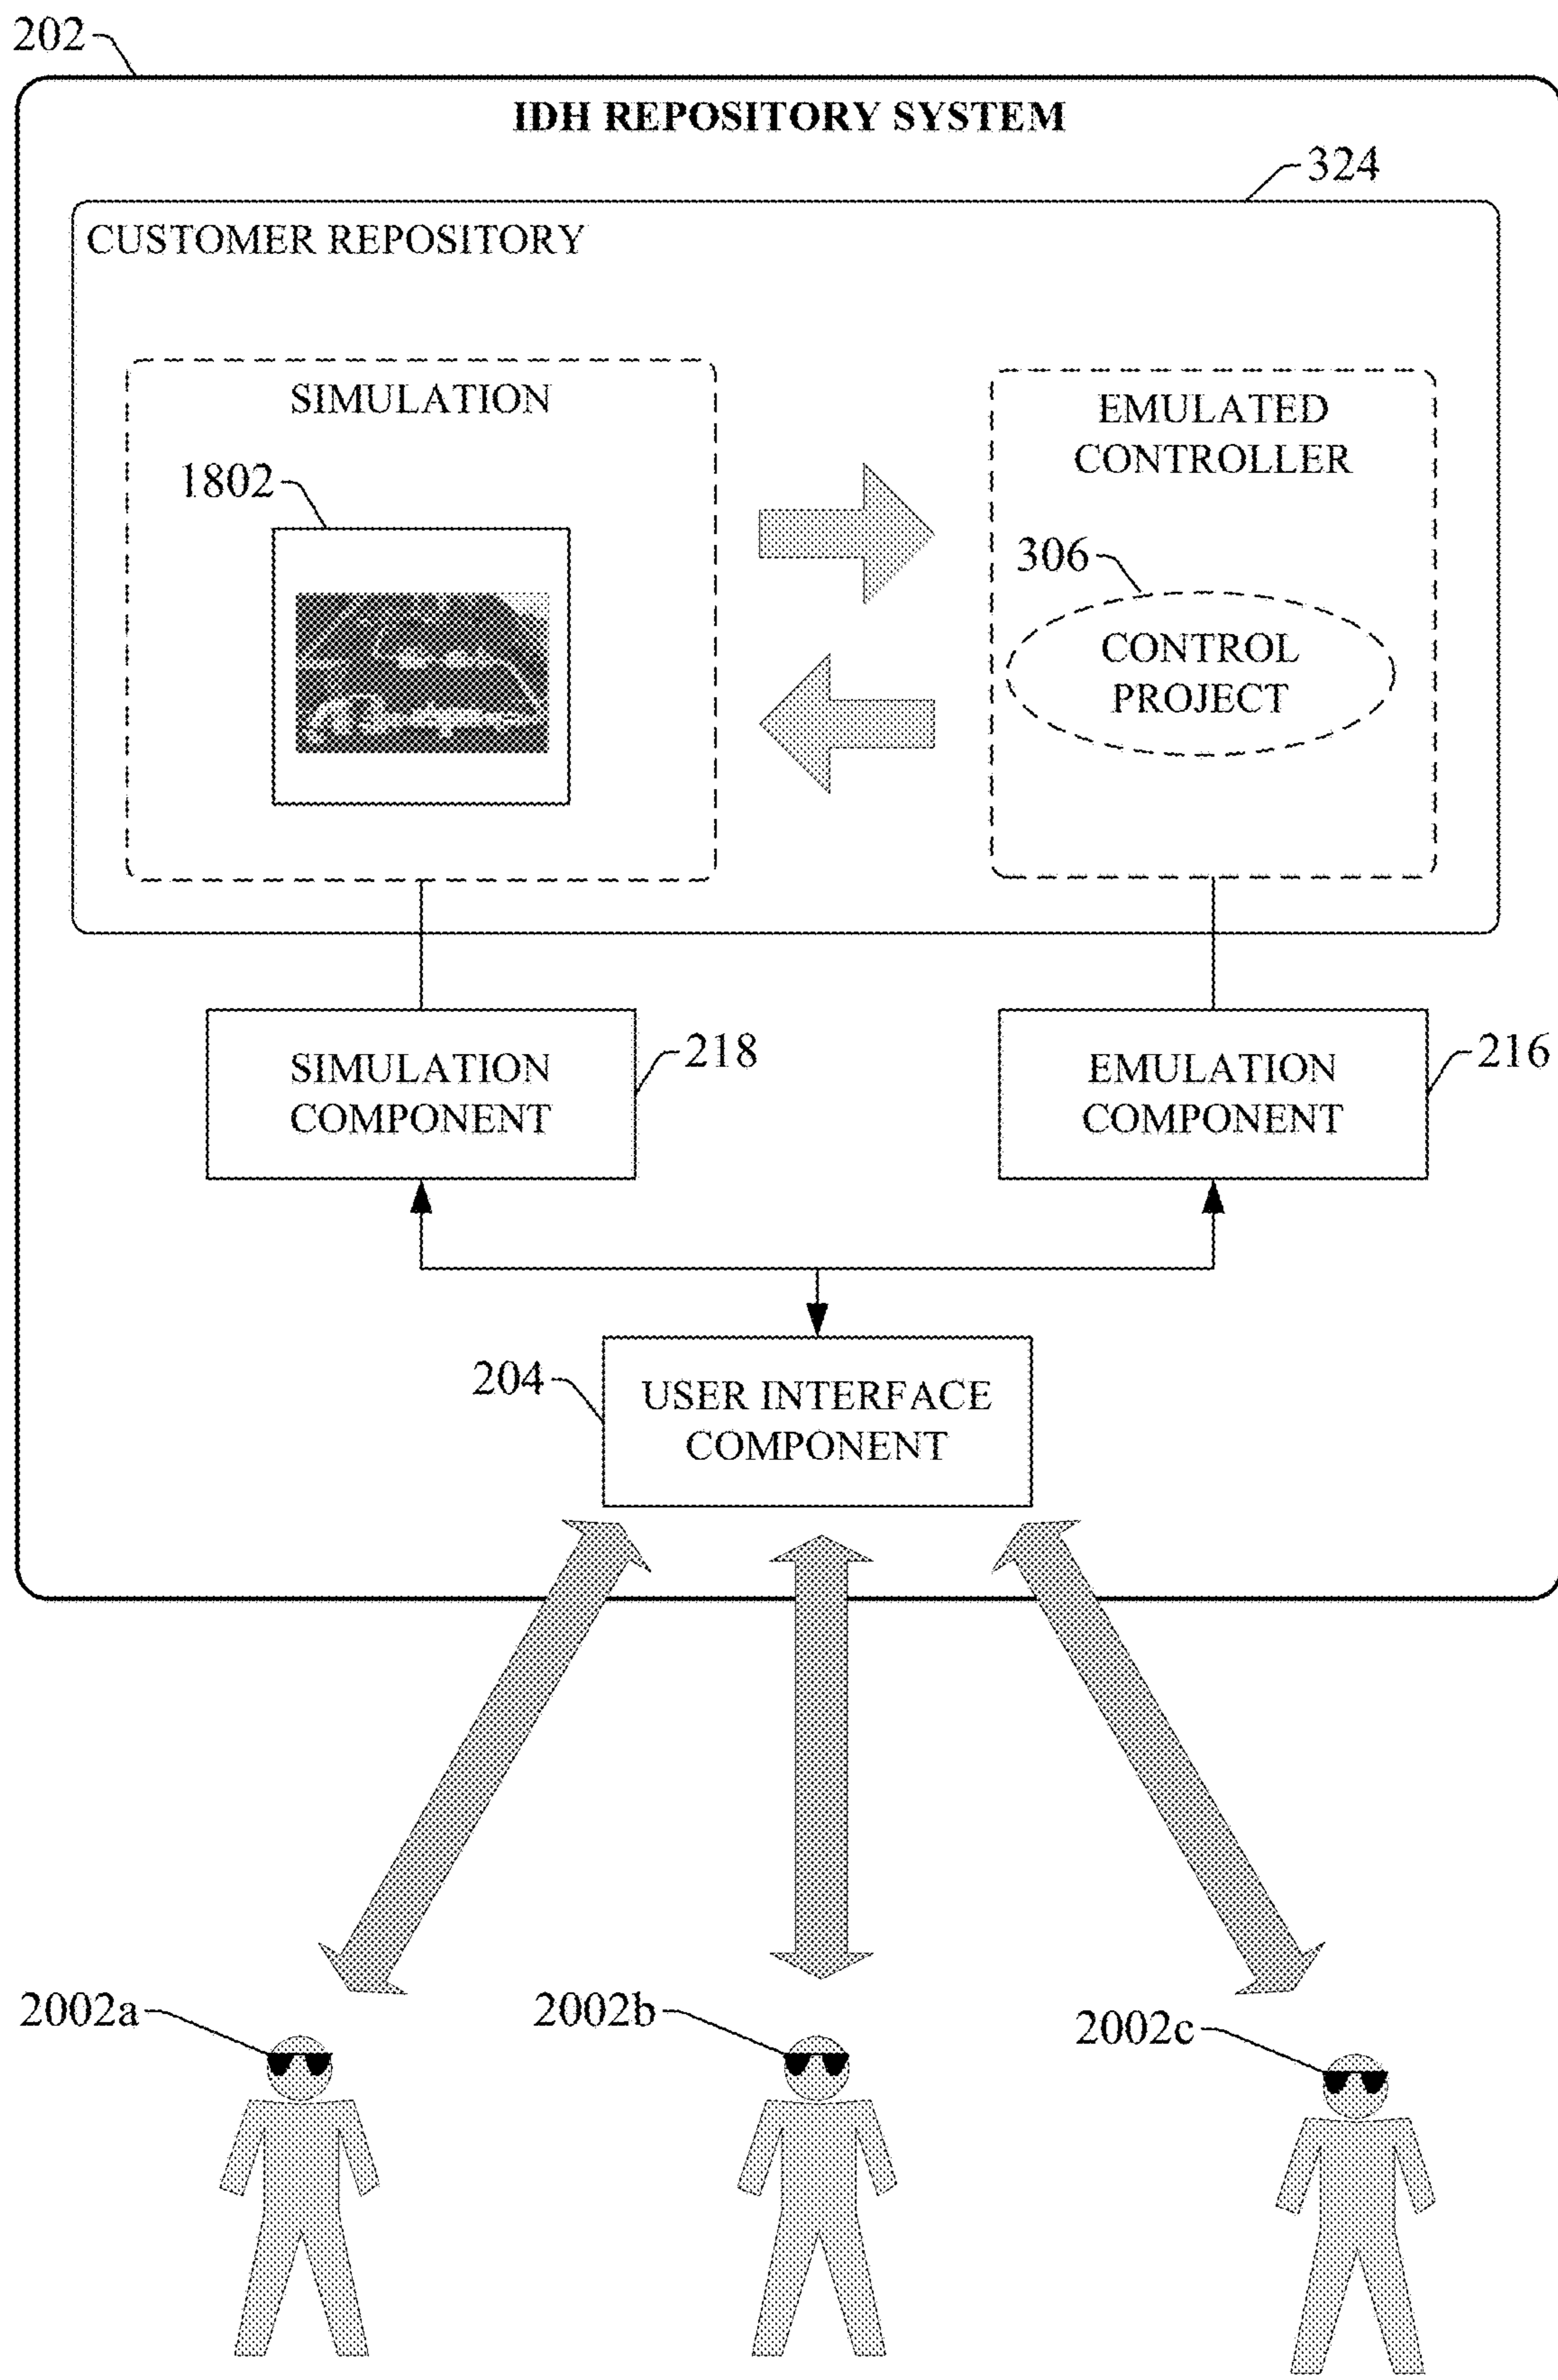 202
IDH REPOSITORY SYSTEM
324
CUSTOMER REPOSITORY
SIMULATION
1802
EMULATED
CONTROLLER
306
CONTROL
PROJECT
SIMULATION
COMPONENT
218
EMULATION
COMPONENT
216
204
USER INTERFACE
COMPONENT
2002a
2002b
2002c